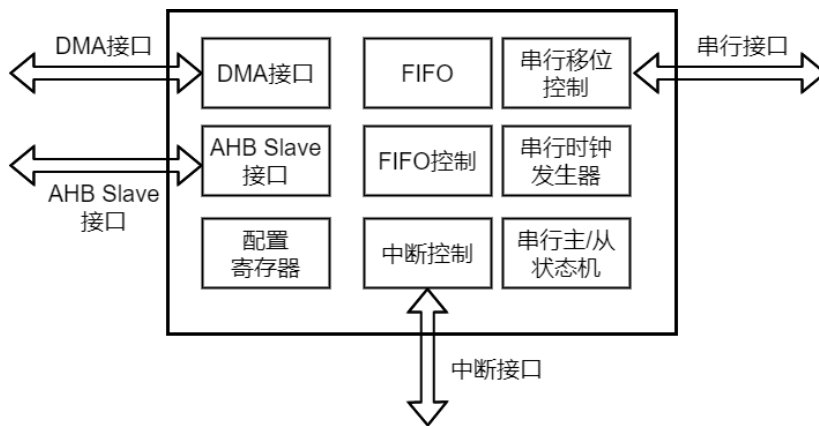 DMA接口
串行接口
DMA接口
FIFO
串行移位
控制
AHB Slave
接口
FIFO控制
串行时钟
发生器
AHB Slave
接口
配置
寄存器
中断控制
串行主/从
状态机
中断接口